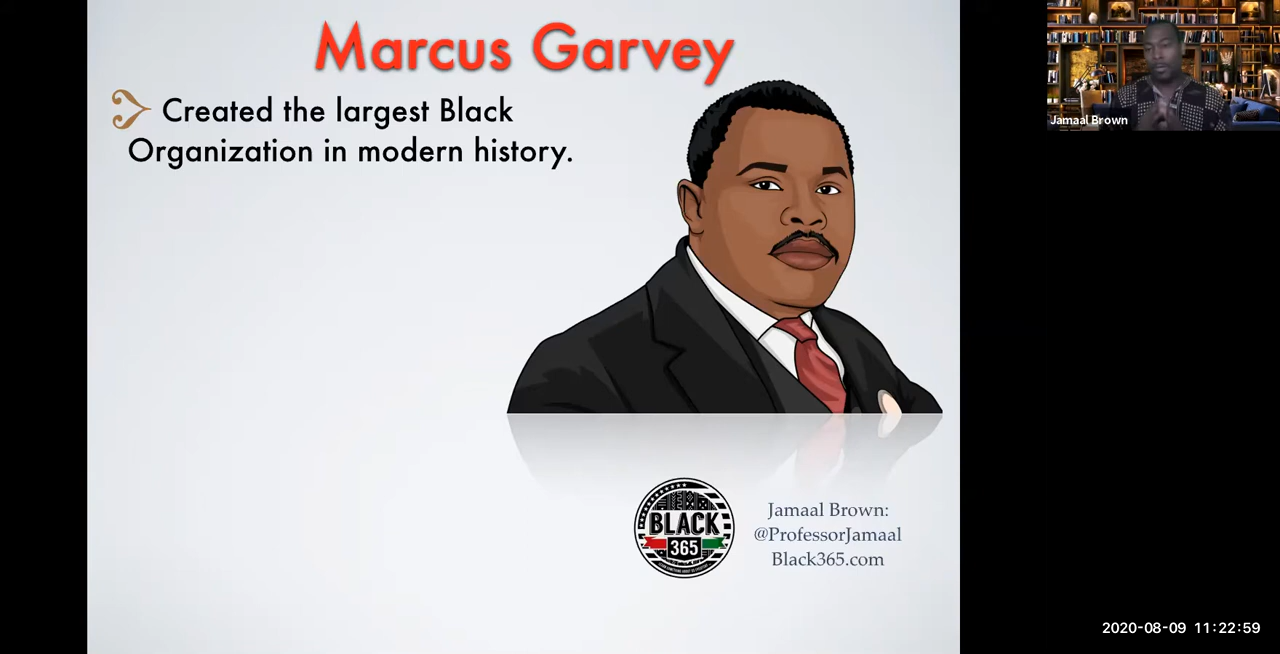 Marcus Garvey
Created the largest Black
Organization in modern history.
Jamaal Brown
BLACK
365
Jamaal Brown:
@ProfessorJamaal
Black365.com
2020-08-09 11:22:59